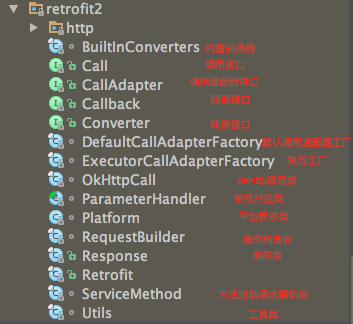 retrofit2
http
BuiltInConverters 内置转换器
Call 调用接口
CallAdapter 调用适配器接口
Callback 回调接口
Converter 转换接口
DefaultCallAdapterFactory 默认调用适配器工厂
ExecutorCallAdapterFactory 执行工厂
OkHttpCall okHttp调用类
ParameterHandler 参数对应类
Platform 平台要求类
RequestBuilder 请求构造类
Response 响应类
Retrofit
ServiceMethod 方法封装请求解析类
Utils 工具类